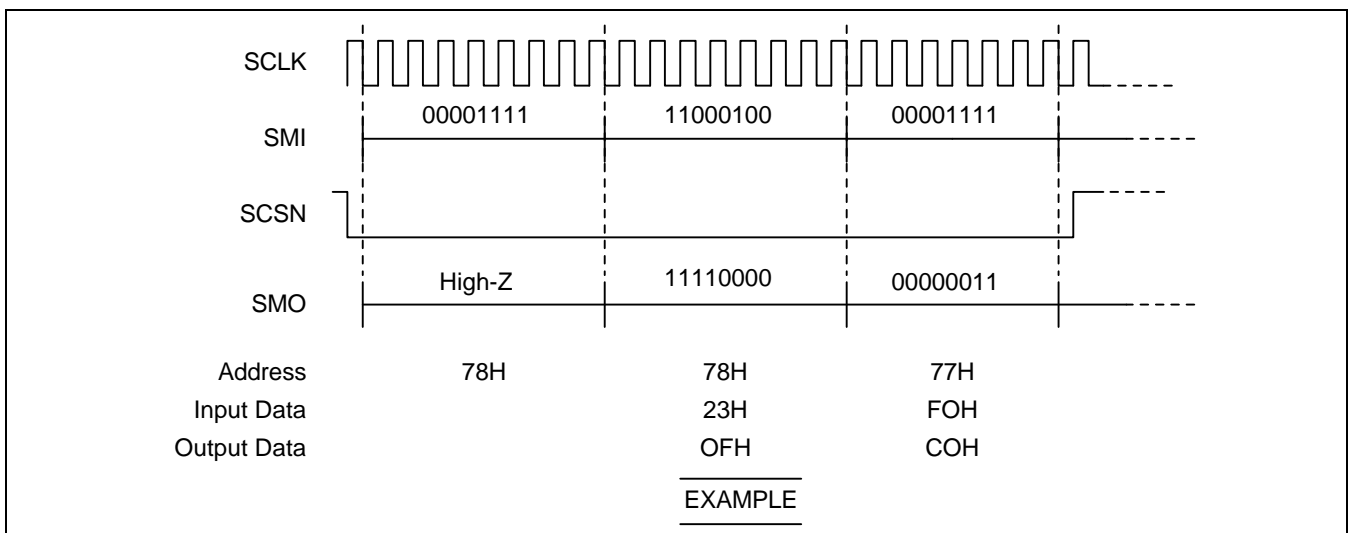 SCLK
00001111 11000100 00001111
SMI
SCSN
High-Z 11110000 00000011
SMO
Address 78H 78H 77H
Input Data 23H FOH
Output Data OFH COH
EXAMPLE